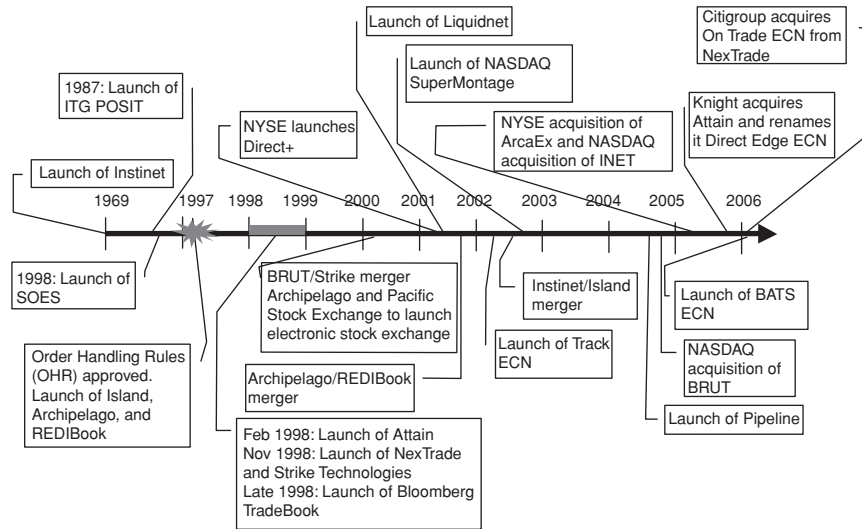 Launch of Liquidnet
Citigroup acquires
On Trade ECN from
NexTrade
Launch of NASDAQ
SuperMontage
1987: Launch of
ITG POSIT
NYSE launches
Direct+
NYSE acquisition of
ArcaEx and NASDAQ
acquisition of INET
Knight acquires
Attain and renames
it Direct Edge ECN
Launch of Instinet
1969
1997
1998
1999
2000
2001
2002
2003
2004
2005
2006
1998: Launch of
SOES
BRUT/Strike merger
Archipelago and Pacific
Stock Exchange to launch
electronic stock exchange
Instinet/Island
merger
Launch of BATS
ECN
Launch of Track
ECN
Order Handling Rules
(OHR) approved.
Launch of Island,
Archipelago, and
REDIBook
Archipelago/REDIBook
merger
NASDAQ
acquisition of
BRUT
Launch of Pipeline
Feb 1998: Launch of Attain
Nov 1998: Launch of NexTrade
and Strike Technologies
Late 1998: Launch of Bloomberg
TradeBook